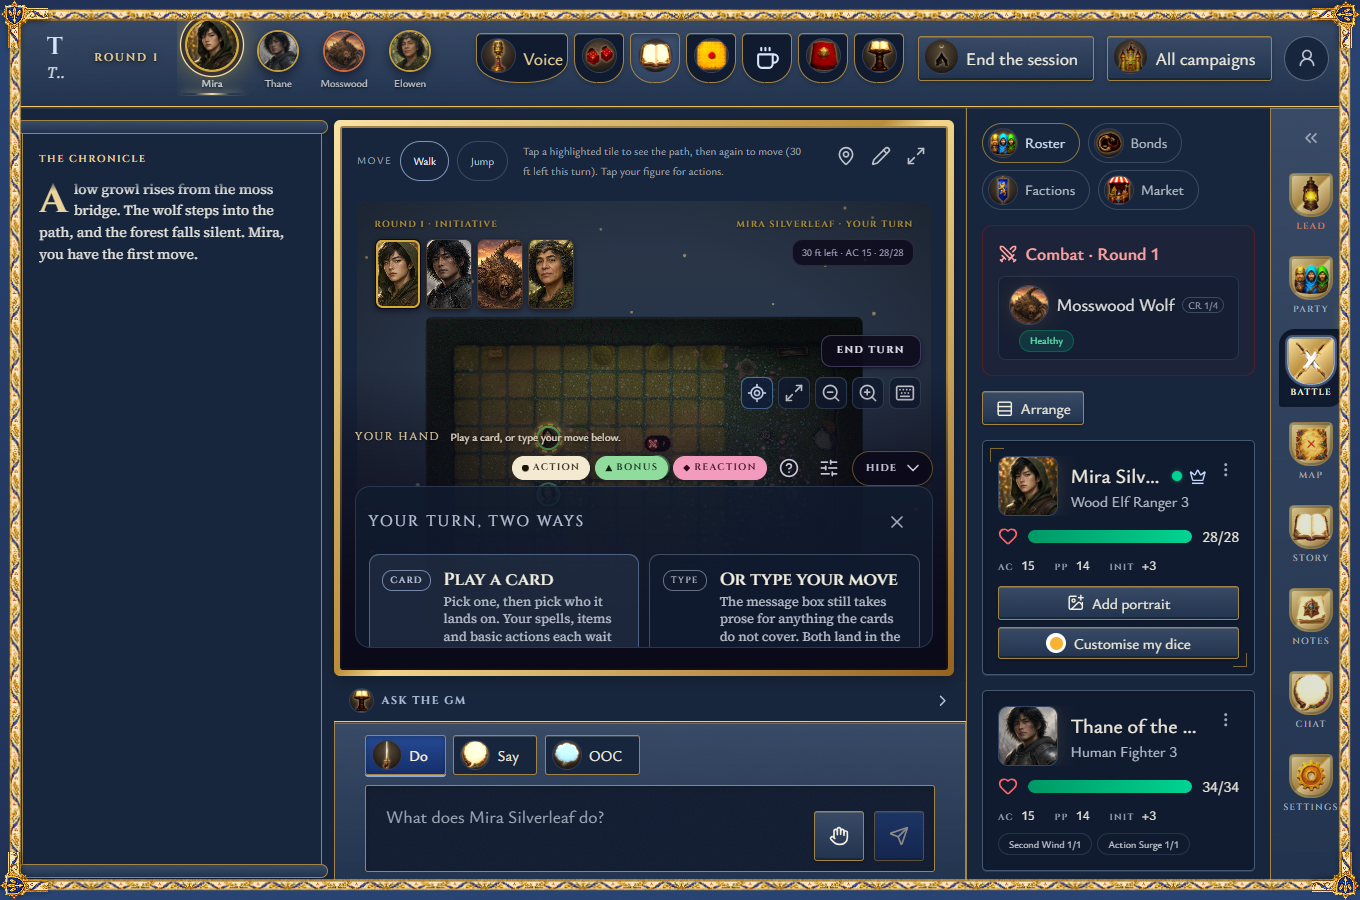 T
T..
ROUND 1
Mira
Thane
Mosswood
Elowen
Voice
End the session
All campaigns
THE CHRONICLE
A low growl rises from the moss
bridge. The wolf steps into the
path, and the forest falls silent. Mira,
you have the first move.
MOVE
Walk
Jump
Tap a highlighted tile to see the path, then again to move (30
ft left this turn). Tap your figure for actions.
ROUND 1 · INITIATIVE
MIRA SILVERLEAF · YOUR TURN
30 ft left · AC 15 · 28/28
END TURN
YOUR HAND
Play a card, or type your move below.
ACTION
BONUS
REACTION
HIDE
YOUR TURN, TWO WAYS
CARD
PLAY A CARD
Pick one, then pick who it
lands on. Your spells, items
and basic actions each wait
TYPE
OR TYPE YOUR MOVE
The message box still takes
prose for anything the cards
do not cover. Both land in the
ASK THE GM
Do
Say
OOC
What does Mira Silverleaf do?
Roster
Bonds
Factions
Market
Combat · Round 1
Mosswood Wolf
CR 1/4
Healthy
Arrange
Mira Silv...
Wood Elf Ranger 3
28/28
AC 15 PP 14 INIT +3
Add portrait
Customise my dice
Thane of the ...
Human Fighter 3
34/34
AC 15 PP 14 INIT +3
Second Wind 1/1
Action Surge 1/1
LEAD
PARTY
BATTLE
MAP
STORY
NOTES
CHAT
SETTINGS